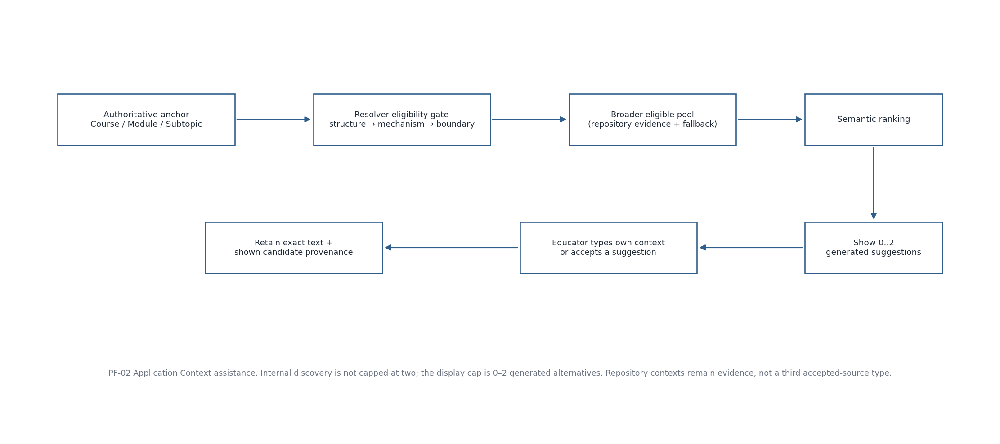 Authoritative anchor
Course / Module / Subtopic
Resolver eligibility gate
structure → mechanism → boundary
Broader eligible pool
(repository evidence + fallback)
Semantic ranking
Show 0..2
generated suggestions
Educator types own context
or accepts a suggestion
Retain exact text +
shown candidate provenance
PF-02 Application Context assistance. Internal discovery is not capped at two; the display cap is 0–2 generated alternatives. Repository contexts remain evidence, not a third accepted-source type.